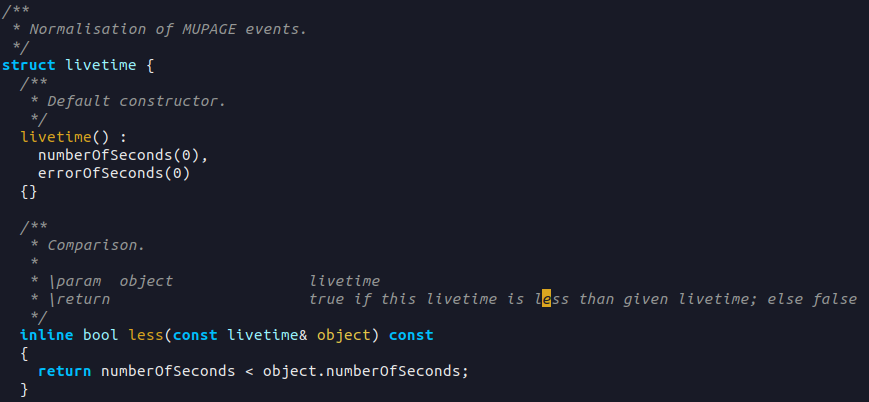 /**
 * Normalisation of MUPAGE events.
 */
struct livetime {
  /**
   * Default constructor.
   */
  livetime() :
    numberOfSeconds(0),
    errorOfSeconds(0)
  {}

  /**
   * Comparison.
   *
   * \param  object               livetime
   * \return                      true if this livetime is less than given livetime; else false
   */
  inline bool less(const livetime& object) const
  {
    return numberOfSeconds < object.numberOfSeconds;
  }